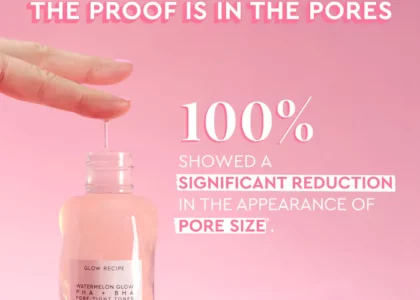 THE PROOF IS IN THE PORES
100%
SHOWED A
SIGNIFICANT REDUCTION
IN THE APPEARANCE OF
PORE SIZE.
GLOW RECIPE
WATERMELON GLOW
PHA + BHA
PORE-TIGHT TONER